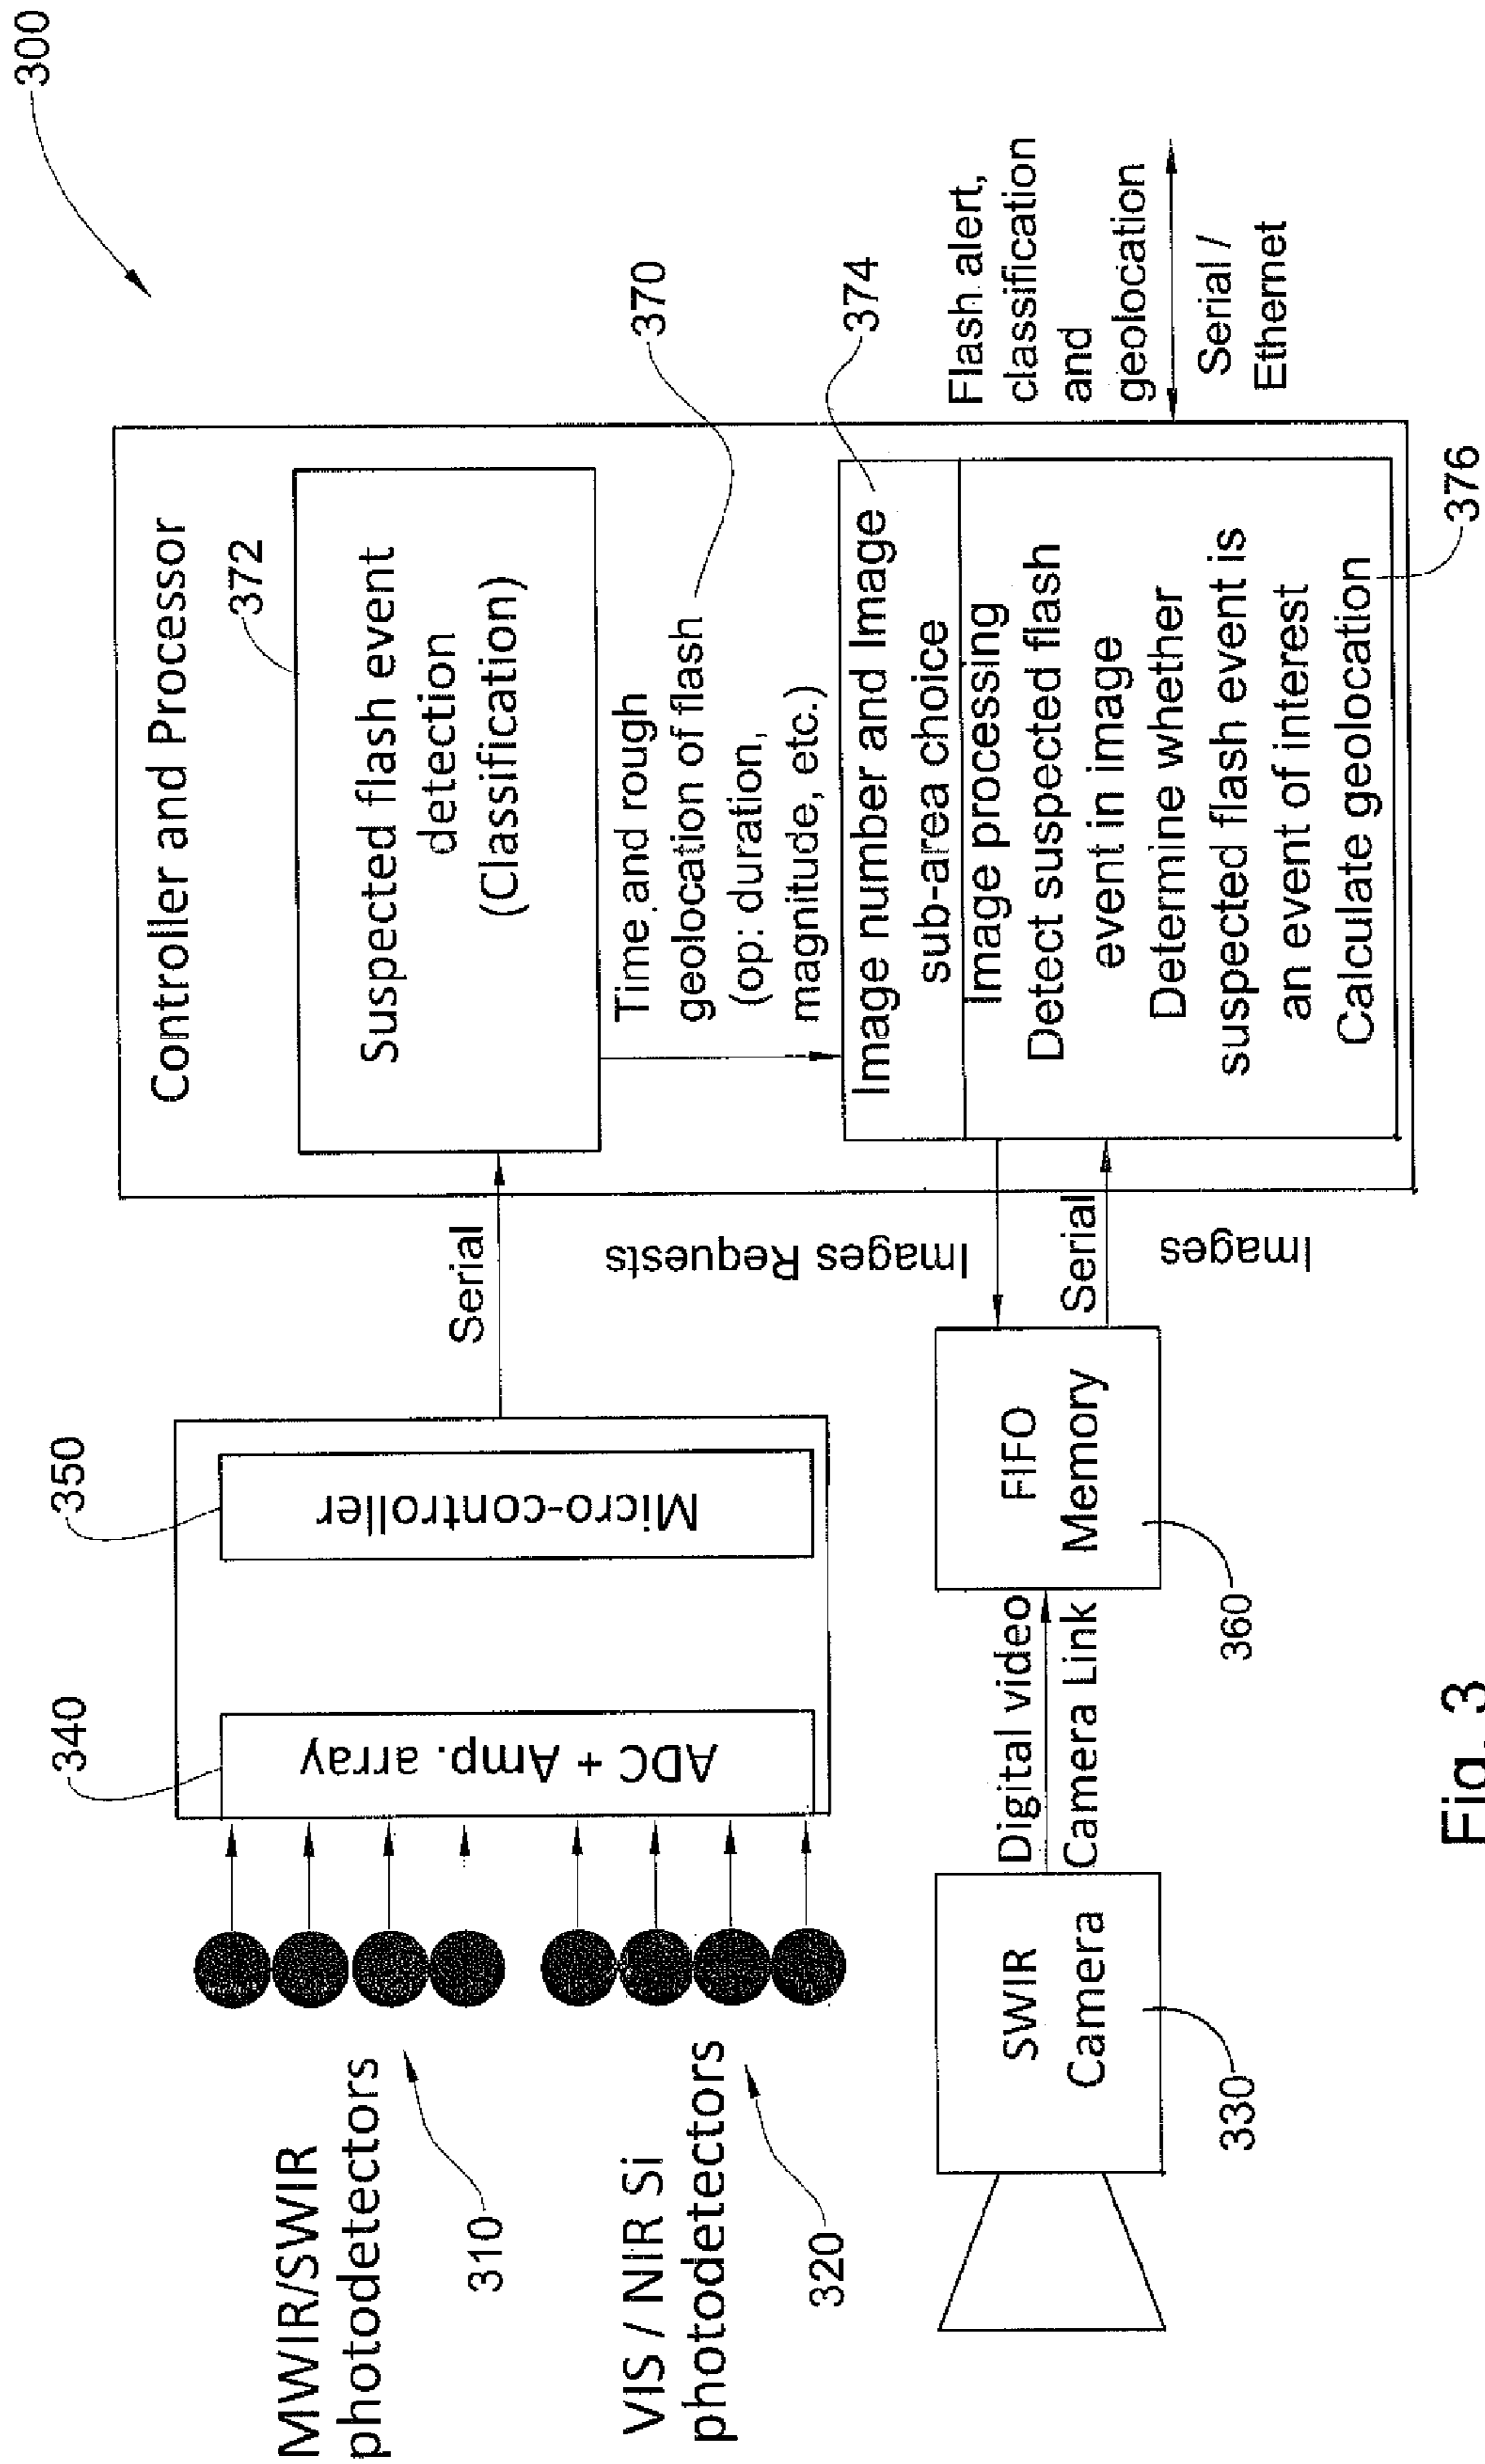 300
Controller and Processor
372
Suspected flash event
detection
(Classification)
Time and rough
geolocation of flash
(op: duration,
magnitude, etc.)
370
Image number and Image
sub-area choice
374
Image processing
Detect suspected flash
event in image
Determine whether
suspected flash event is
an event of interest
Calculate geolocation
376
Flash alert,
classification
and
geolocation
Serial /
Ethernet
Serial
Images Requests
Serial
Images
350
Micro-controller
340
ADC + Amp. array
FIFO
Memory
360
Digital video
Camera Link
MWIR/SWIR
photodetectors
310
VIS / NIR Si
photodetectors
320
SWIR
Camera
330
Fig. 3